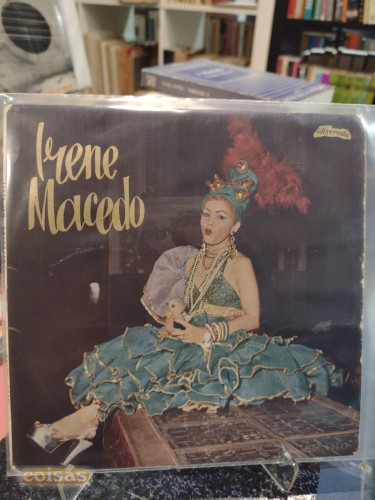 alvorada
Irene
Macedo
coisas